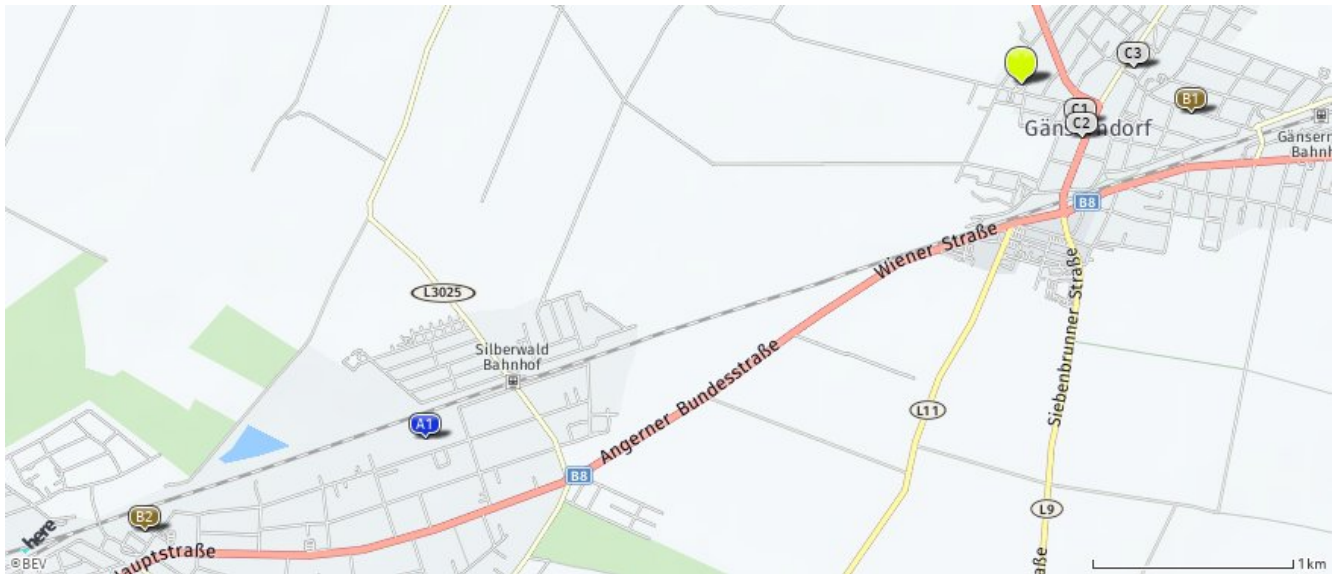 C3
B1
C1
C2
Gänserndorf
Gänsern
Bahnh
B8
Wiener Straße
L3025
Siebenbrunner Straße
Silberwald
Bahnhof
Angerner Bundesstraße
L11
A1
B8
B2
L9
here
Hauptstraße
raße
©BEV
1km